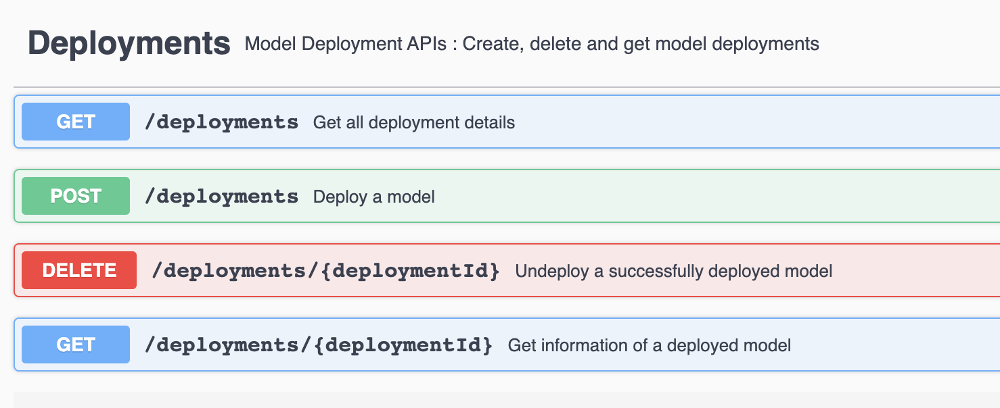 Deployments Model Deployment APIs : Create, delete and get model deployments
GET /deployments Get all deployment details
POST /deployments Deploy a model
DELETE /deployments/{deploymentId} Undeploy a successfully deployed model
GET /deployments/{deploymentId} Get information of a deployed model